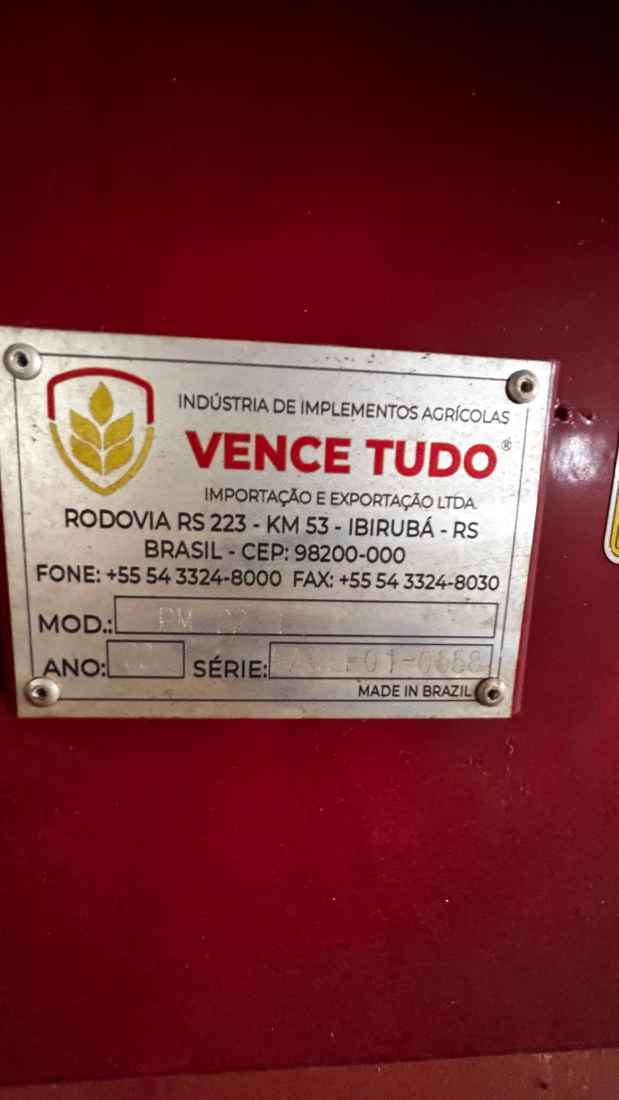 INDÚSTRIA DE IMPLEMENTOS AGRÍCOLAS
VENCE TUDO®
IMPORTAÇÃO E EXPORTAÇÃO LTDA.
RODOVIA RS 223 - KM 53 - IBIRUBÁ - RS
BRASIL - CEP: 98200-000
FONE: +55 54 3324-8000 FAX: +55 54 3324-8030
MOD.:
ANO: SÉRIE:
MADE IN BRAZIL